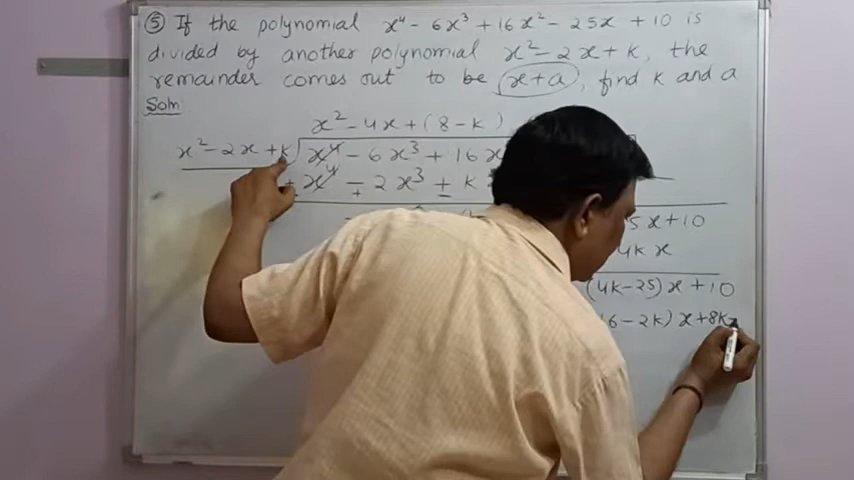 ⑤ If the polynomial x⁴ - 6x³ + 16x² - 25x + 10 is
divided by another polynomial x² - 2x + k, the
remainder comes out to be x+a, find k and a
Soln
x² - 4x + (8 - k)
x² - 2x + k) x⁴ - 6x³ + 16x
x⁴ - 2x³ + k
5x + 10
4kx
(4k-25)x + 10
6-2k)x + 8k